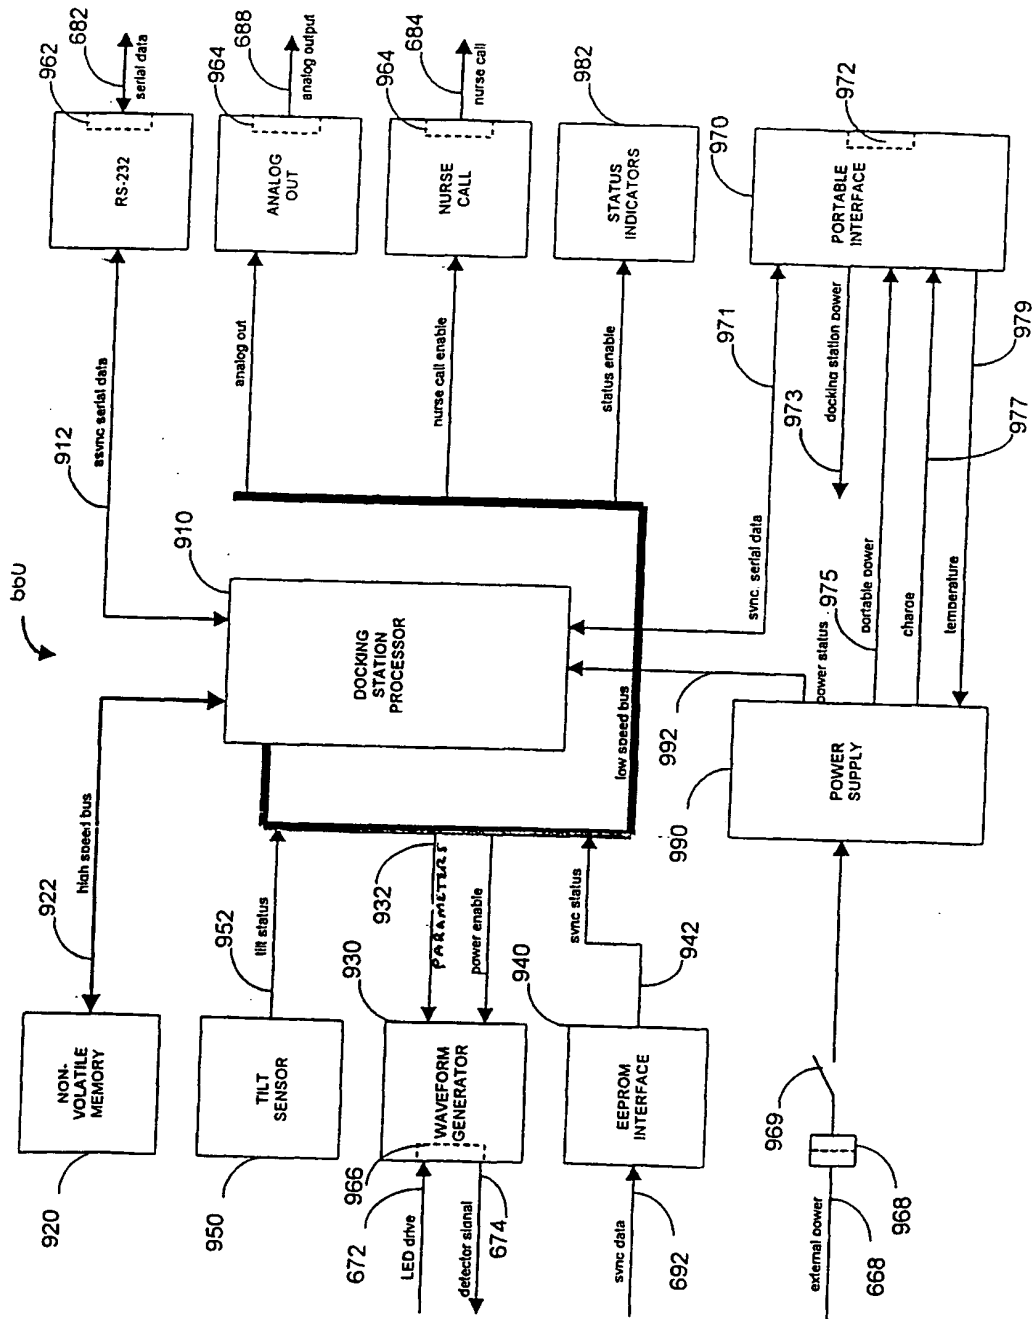 660
922
high speed bus
912
async serial data
962
682
serial data
RS-232
NON-
VOLATILE
MEMORY
920
910
DOCKING
STATION
PROCESSOR
analog out
ANALOG
OUT
964
688
analog output
TILT
SENSOR
950
952
tilt status
nurse call enable
NURSE
CALL
964
684
nurse call
930
932
PARAMETERS
power enable
WAVEFORM
GENERATOR
966
672
LED drive
674
detector signal
low speed bus
status enable
STATUS
INDICATORS
982
940
sync status
942
EEPROM
INTERFACE
sync data
692
sync. serial data
971
970
972
PORTABLE
INTERFACE
973
docking station power
992
990
POWER
SUPPLY
power status
975
portable power
charge
977
temperature
979
969
968
external power
668